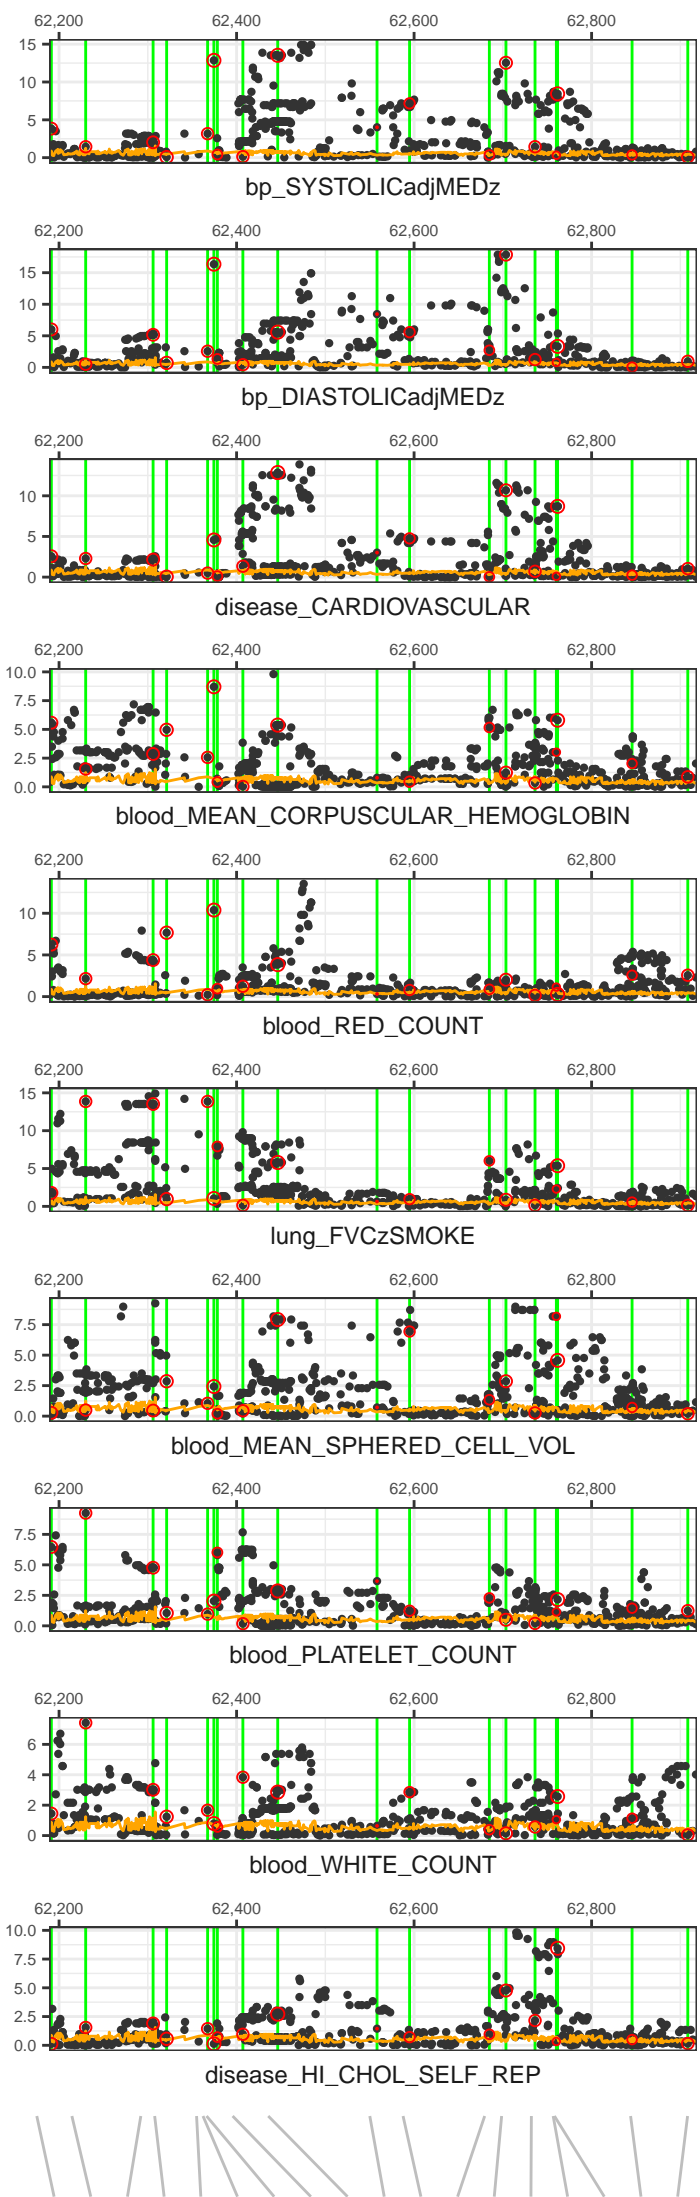 62,200 62,400 62,600 62,800
15
10
5
0
bp_SYSTOLICadjMEDz
62,200 62,400 62,600 62,800
15
10
5
0
bp_DIASTOLICadjMEDz
62,200 62,400 62,600 62,800
10
5
0
disease_CARDIOVASCULAR
62,200 62,400 62,600 62,800
10.0
7.5
5.0
2.5
0.0
blood_MEAN_CORPUSCULAR_HEMOGLOBIN
62,200 62,400 62,600 62,800
10
5
0
blood_RED_COUNT
62,200 62,400 62,600 62,800
15
10
5
0
lung_FVCzSMOKE
62,200 62,400 62,600 62,800
7.5
5.0
2.5
0.0
blood_MEAN_SPHERED_CELL_VOL
62,200 62,400 62,600 62,800
7.5
5.0
2.5
0.0
blood_PLATELET_COUNT
62,200 62,400 62,600 62,800
6
4
2
0
blood_WHITE_COUNT
62,200 62,400 62,600 62,800
10.0
7.5
5.0
2.5
0.0
disease_HI_CHOL_SELF_REP